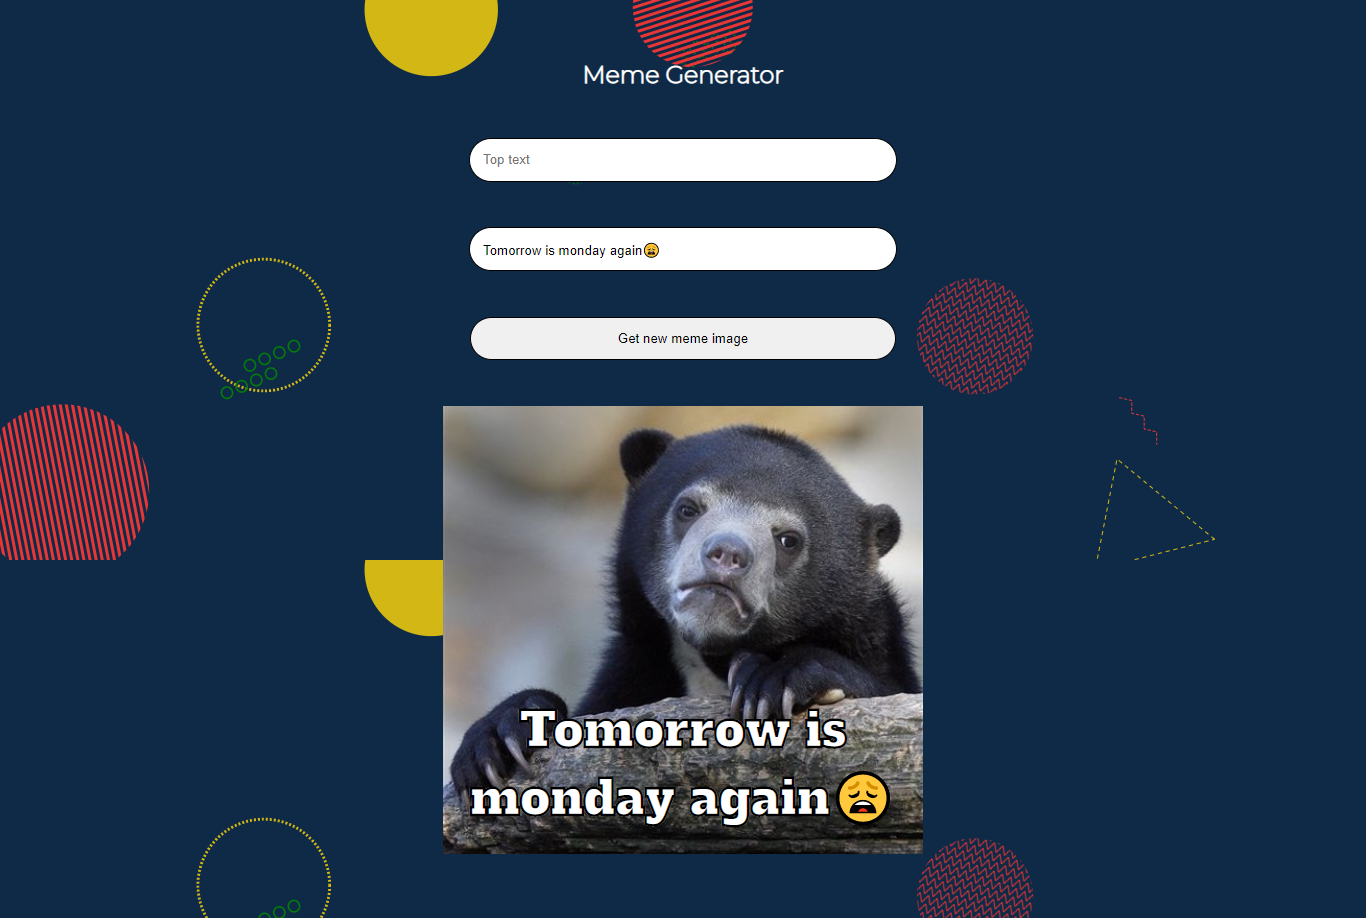 Meme Generator
Top text
Tomorrow is monday again😩
Get new meme image
Tomorrow is
monday again😩